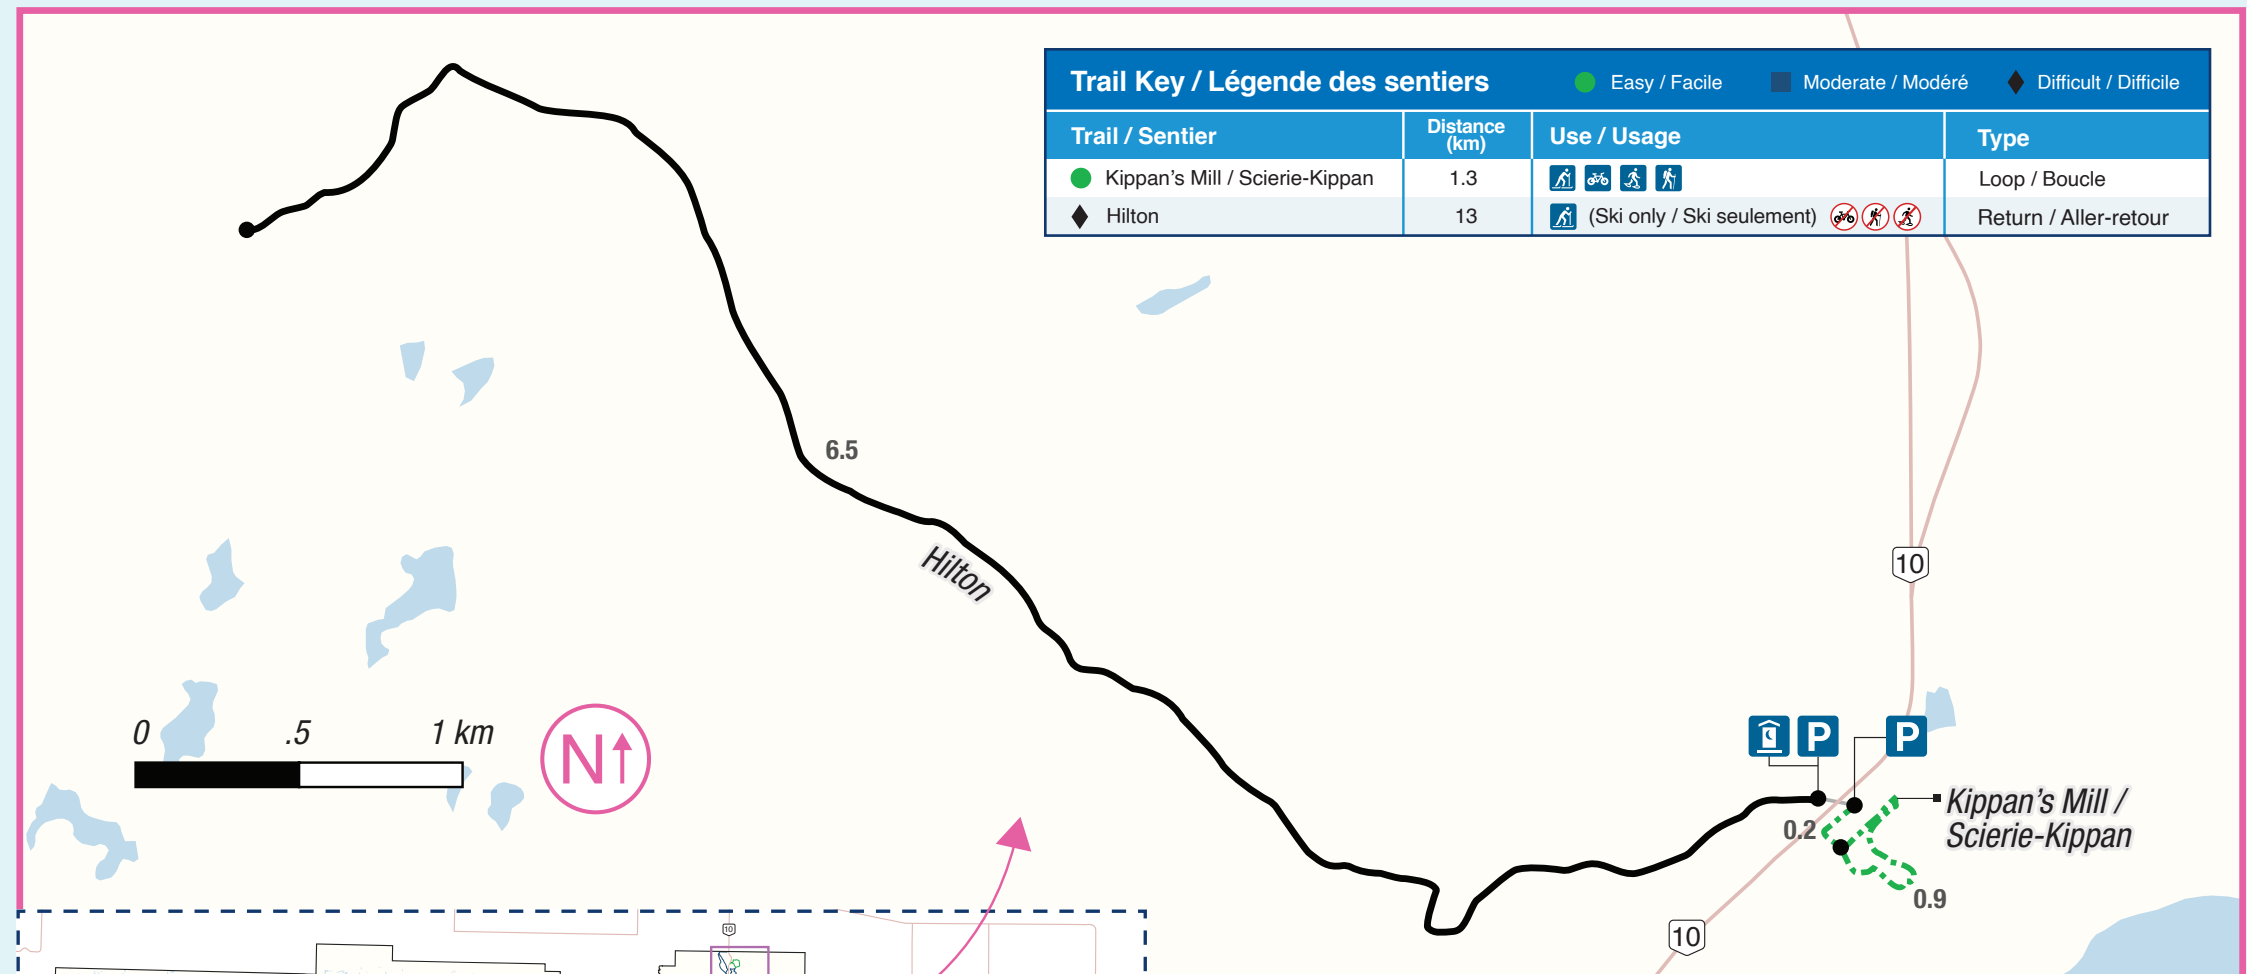 Trail Key / Légende des sentiers
Easy / Facile
Moderate / Modéré
Difficult / Difficile
Trail / Sentier
Distance
(km)
Use / Usage
Type
Kippan's Mill / Scierie-Kippan
1.3
Loop / Boucle
Hilton
13
(Ski only / Ski seulement)
Return / Aller-retour
6.5
Hilton
10
0 .5 1 km
N
P
P
Kippan's Mill /
Scierie-Kippan
0.2
0.9
10
10